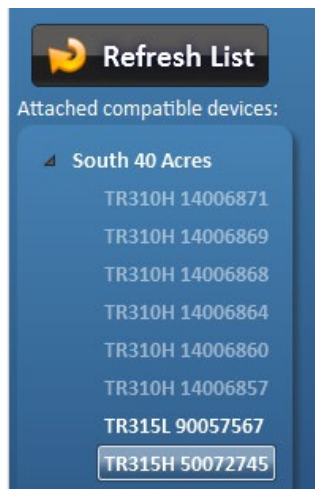 Refresh List
Attached compatible devices:
South 40 Acres
TR310H 14006871
TR310H 14006869
TR310H 14006868
TR310H 14006864
TR310H 14006860
TR310H 14006857
TR315L 90057567
TR315H 50072745